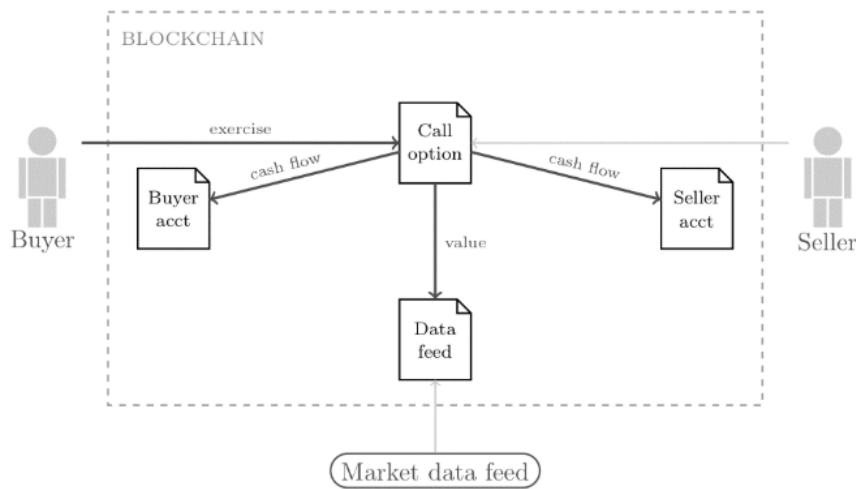 BLOCKCHAIN
exercise
Call
option
cash flow
cash flow
Buyer
acct
Seller
acct
Buyer
Seller
value
Data
feed
Market data feed